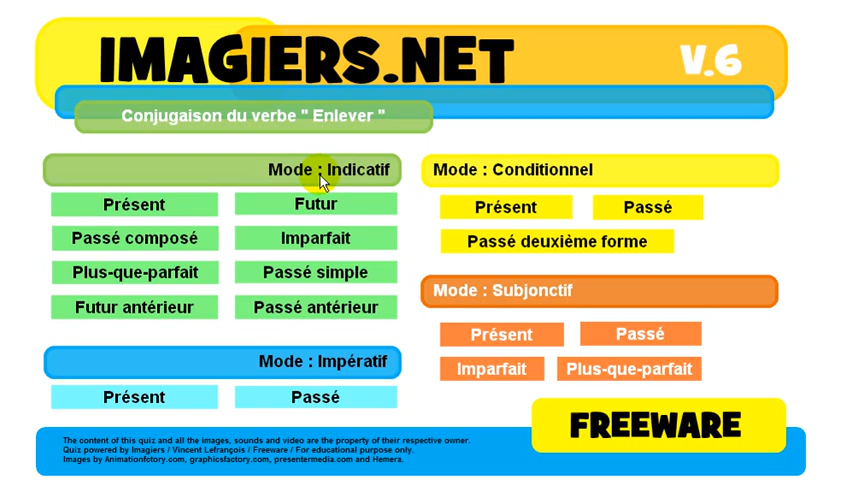 IMAGIERS.NET
V.6
Conjugaison du verbe " Enlever "
Mode : Indicatif
Présent
Futur
Passé composé
Imparfait
Plus-que-parfait
Passé simple
Futur antérieur
Passé antérieur
Mode : Impératif
Présent
Passé
Mode : Conditionnel
Présent
Passé
Passé deuxième forme
Mode : Subjonctif
Présent
Passé
Imparfait
Plus-que-parfait
FREEWARE
The content of this quiz and all the images, sounds and video are the property of their respective owner.
Quiz powered by Imagiers / Vincent Lefrançois / Freeware / For educational purpose only.
Images by Animationfctory.com, graphicsfactory.com, presentermedia.com and Hemera.